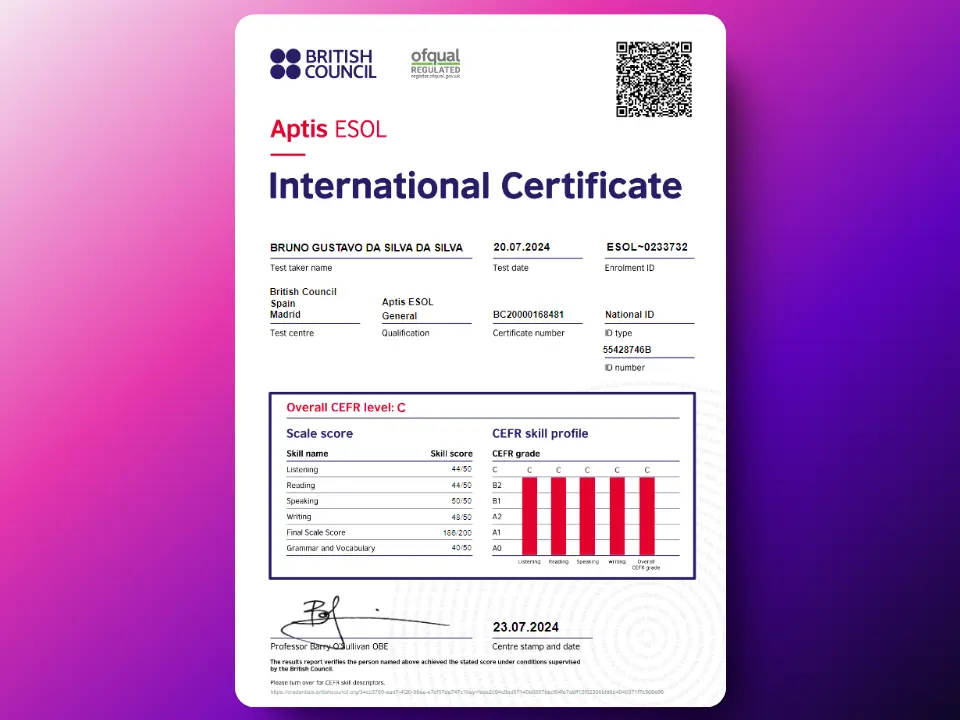 BRITISH COUNCIL
ofqual
REGULATED
register.ofqual.gov.uk
Aptis ESOL
International Certificate
BRUNO GUSTAVO DA SILVA DA SILVA
Test taker name
20.07.2024
Test date
ESOL~0233732
Enrolment ID
British Council
Spain
Madrid
Test centre
Aptis ESOL
General
Qualification
BC20000168481
Certificate number
National ID
ID type
55428746B
ID number
Overall CEFR level: C
Scale score
Skill name Skill score
Listening 44/50
Reading 44/50
Speaking 50/50
Writing 48/50
Final Scale Score 186/200
Grammar and Vocabulary 40/50
CEFR skill profile
CEFR grade
C C C C C C
B2
B1
A2
A1
A0
Listening Reading Speaking Writing Overall
CEFR grade
Professor Barry O'Sullivan OBE
23.07.2024
Centre stamp and date
The results report verifies the person named above achieved the stated score under conditions supervised
by the British Council.
Please turn over for CEFR skill descriptors.